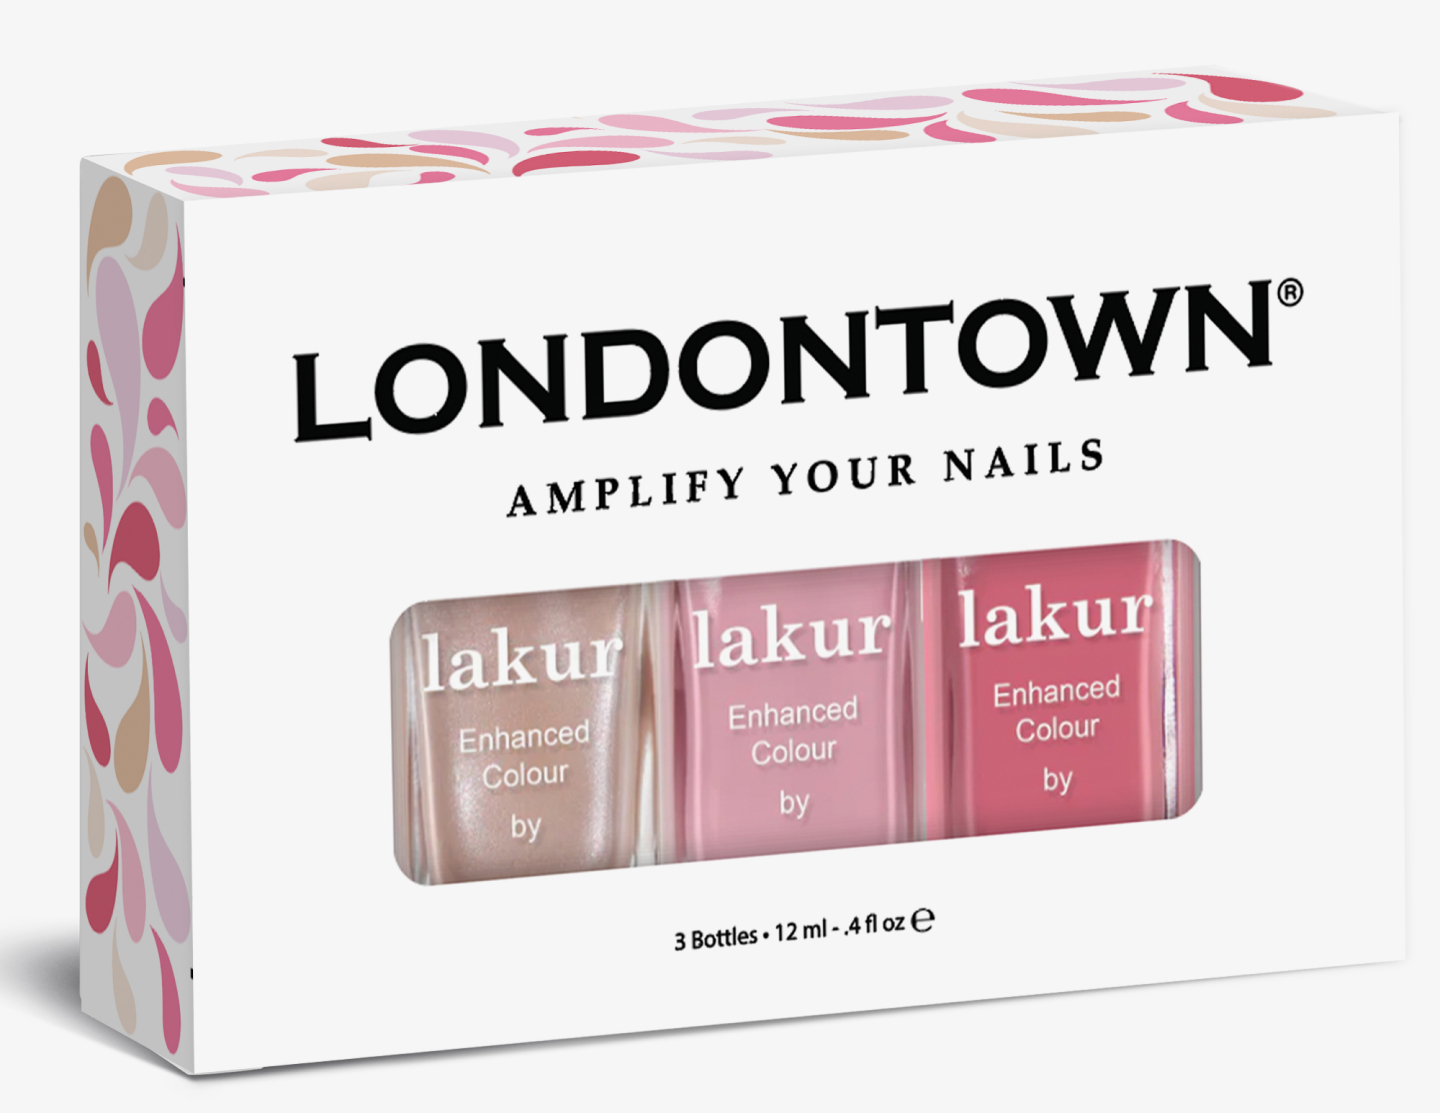 LONDONTOWN®
AMPLIFY YOUR NAILS
lakur
Enhanced
Colour
by
lakur
Enhanced
Colour
by
lakur
Enhanced
Colour
by
3 Bottles • 12 ml - .4 fl oz ℮